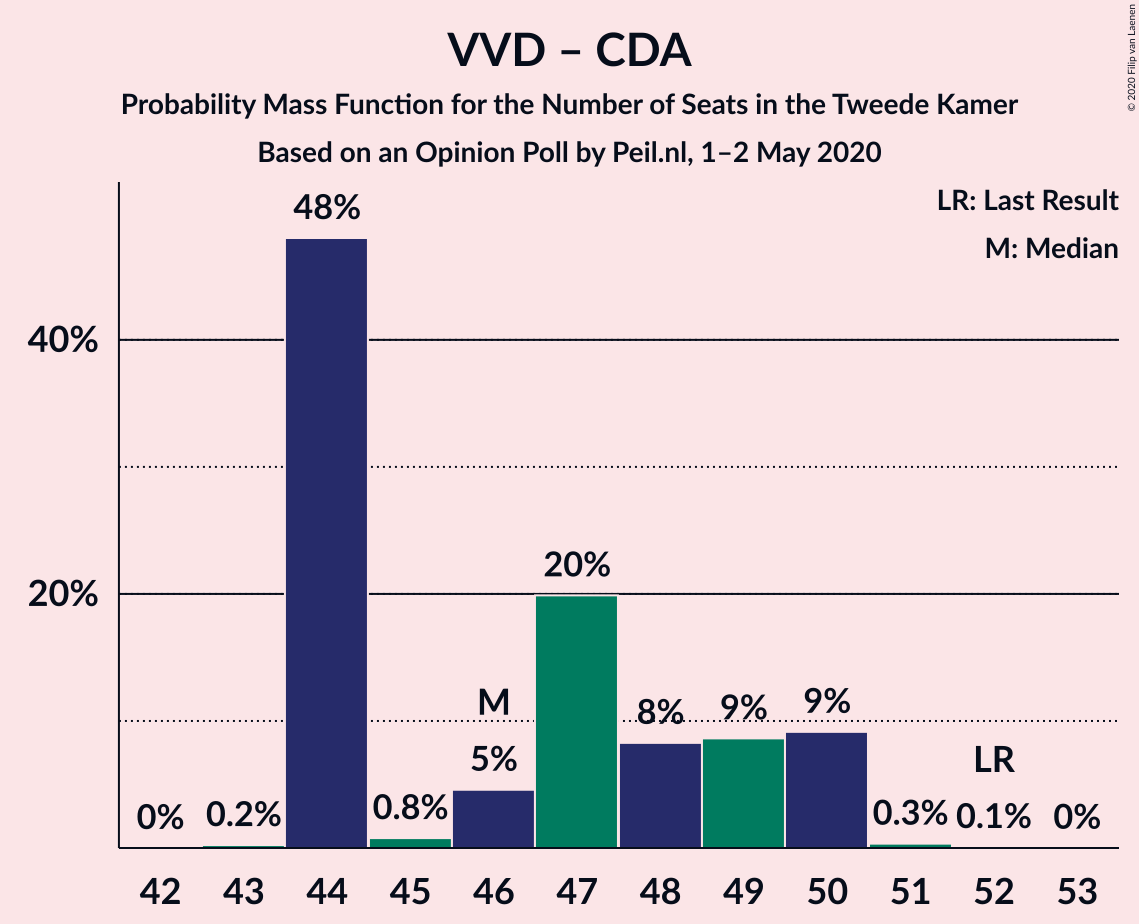 VVD – CDA
Probability Mass Function for the Number of Seats in the Tweede Kamer
Based on an Opinion Poll by Peil.nl, 1–2 May 2020
© 2020 Filip van Laenen
LR: Last Result
M: Median
48%
40%
20%
20%
M
8%
9%
9%
5%
LR
0%
0.2%
0.8%
0.3%
0.1%
0%
42 43 44 45 46 47 48 49 50 51 52 53